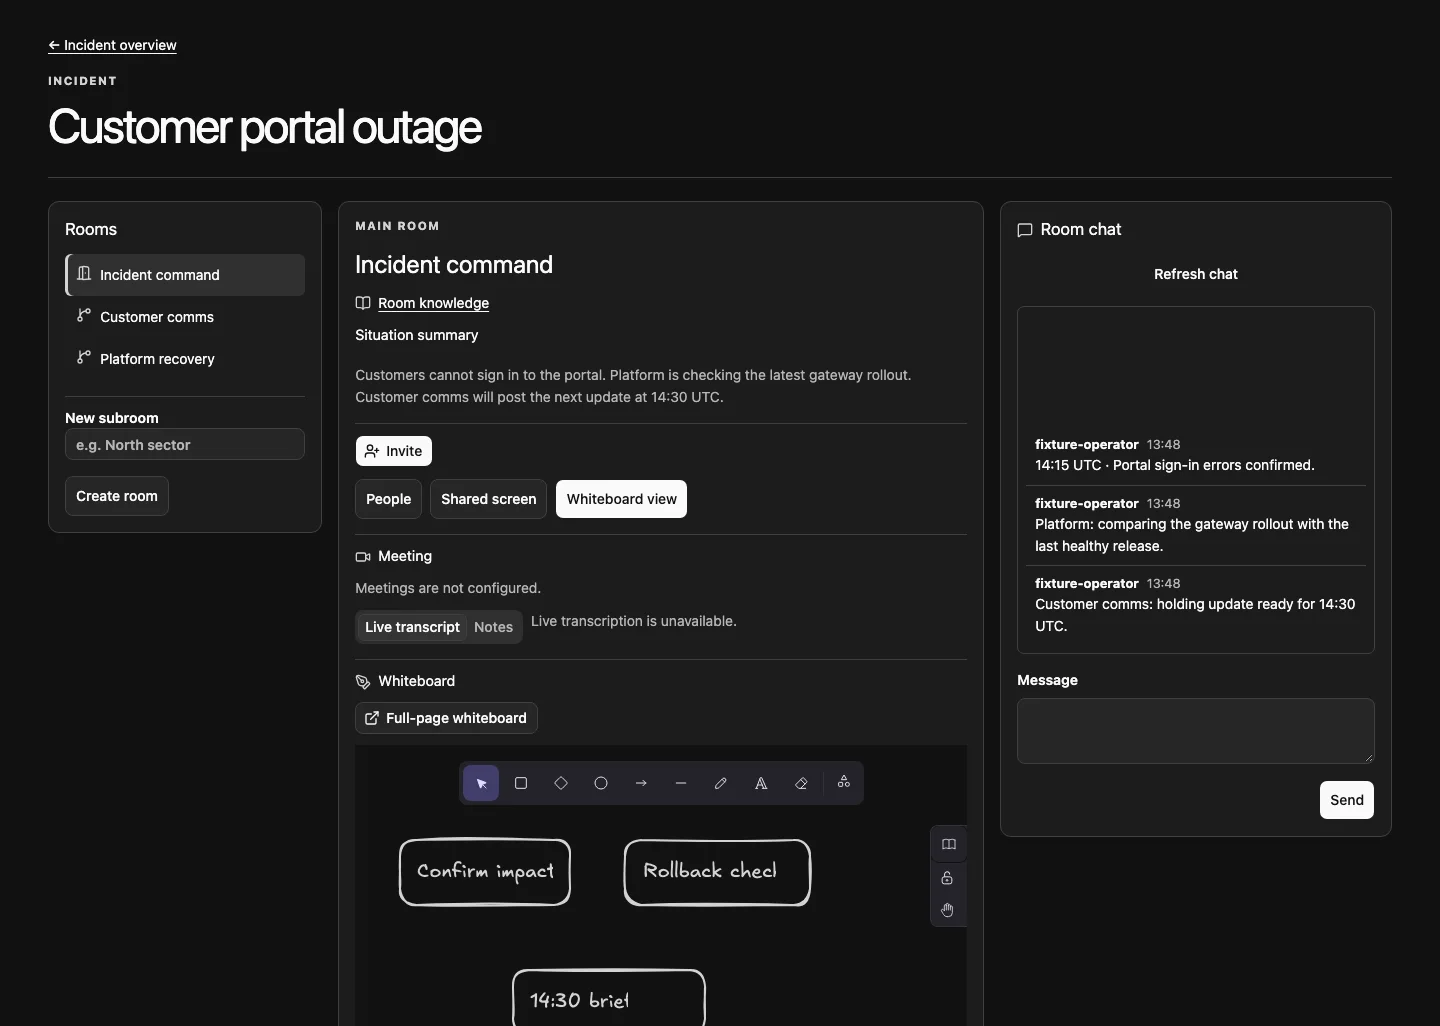 ← Incident overview
INCIDENT
Customer portal outage
Rooms
Incident command
Customer comms
Platform recovery
New subroom
e.g. North sector
Create room
MAIN ROOM
Incident command
Room knowledge
Situation summary
Customers cannot sign in to the portal. Platform is checking the latest gateway rollout.
Customer comms will post the next update at 14:30 UTC.
Invite
People
Shared screen
Whiteboard view
Meeting
Meetings are not configured.
Live transcript
Notes
Live transcription is unavailable.
Whiteboard
Full-page whiteboard
Confirm impact
Rollback checl
14:30 brief
Room chat
Refresh chat
fixture-operator 13:48
14:15 UTC · Portal sign-in errors confirmed.
fixture-operator 13:48
Platform: comparing the gateway rollout with the
last healthy release.
fixture-operator 13:48
Customer comms: holding update ready for 14:30
UTC.
Message
Send